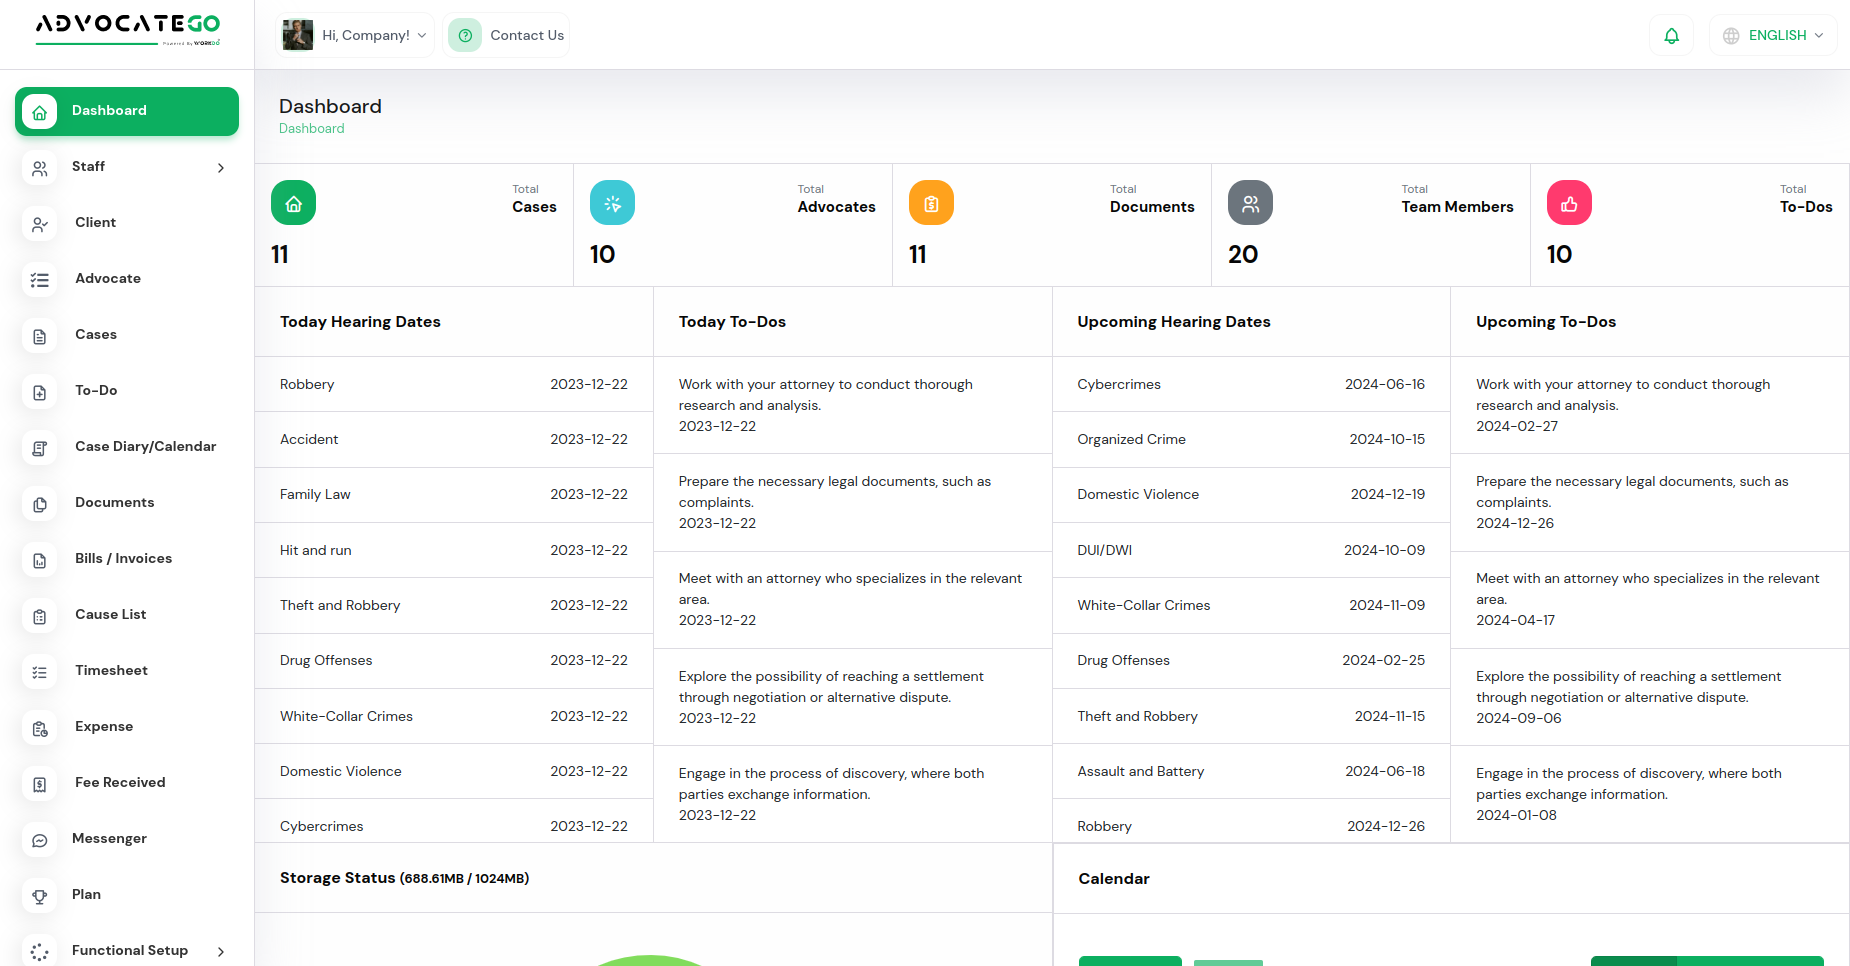 ADVOCATEGO
Powered By WORKDO
Hi, Company!
Contact Us
ENGLISH
Dashboard
Staff
Client
Advocate
Cases
To-Do
Case Diary/Calendar
Documents
Bills / Invoices
Cause List
Timesheet
Expense
Fee Received
Messenger
Plan
Functional Setup
Dashboard
Dashboard
Total
Cases
11
Total
Advocates
10
Total
Documents
11
Total
Team Members
20
Total
To-Dos
10
Today Hearing Dates
Robbery 2023-12-22
Accident 2023-12-22
Family Law 2023-12-22
Hit and run 2023-12-22
Theft and Robbery 2023-12-22
Drug Offenses 2023-12-22
White-Collar Crimes 2023-12-22
Domestic Violence 2023-12-22
Cybercrimes 2023-12-22
Today To-Dos
Work with your attorney to conduct thorough
research and analysis.
2023-12-22
Prepare the necessary legal documents, such as
complaints.
2023-12-22
Meet with an attorney who specializes in the relevant
area.
2023-12-22
Explore the possibility of reaching a settlement
through negotiation or alternative dispute.
2023-12-22
Engage in the process of discovery, where both
parties exchange information.
2023-12-22
Upcoming Hearing Dates
Cybercrimes 2024-06-16
Organized Crime 2024-10-15
Domestic Violence 2024-12-19
DUI/DWI 2024-10-09
White-Collar Crimes 2024-11-09
Drug Offenses 2024-02-25
Theft and Robbery 2024-11-15
Assault and Battery 2024-06-18
Robbery 2024-12-26
Upcoming To-Dos
Work with your attorney to conduct thorough
research and analysis.
2024-02-27
Prepare the necessary legal documents, such as
complaints.
2024-12-26
Meet with an attorney who specializes in the relevant
area.
2024-04-17
Explore the possibility of reaching a settlement
through negotiation or alternative dispute.
2024-09-06
Engage in the process of discovery, where both
parties exchange information.
2024-01-08
Storage Status (688.61MB / 1024MB)
Calendar